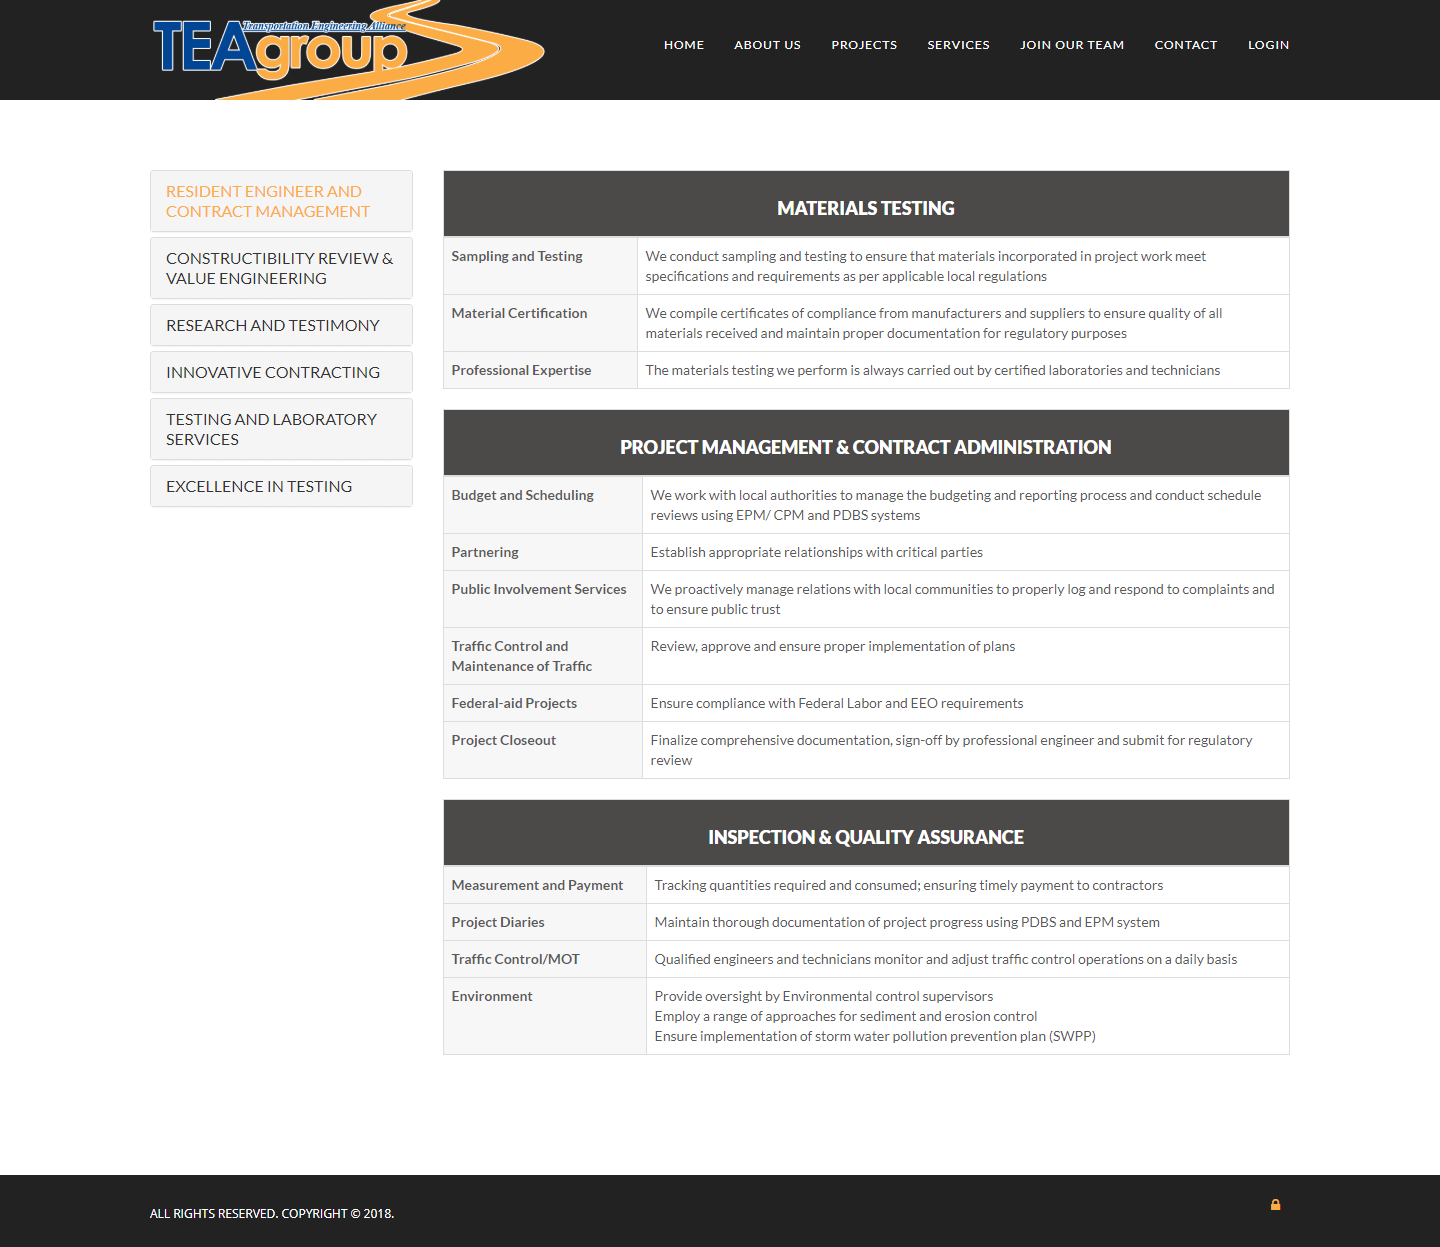 Transportation Engineering Alliance
TEAgroup
HOME ABOUT US PROJECTS SERVICES JOIN OUR TEAM CONTACT LOGIN
RESIDENT ENGINEER AND
CONTRACT MANAGEMENT
CONSTRUCTIBILITY REVIEW &
VALUE ENGINEERING
RESEARCH AND TESTIMONY
INNOVATIVE CONTRACTING
TESTING AND LABORATORY
SERVICES
EXCELLENCE IN TESTING
MATERIALS TESTING
Sampling and Testing We conduct sampling and testing to ensure that materials incorporated in project work meet
specifications and requirements as per applicable local regulations
Material Certification We compile certificates of compliance from manufacturers and suppliers to ensure quality of all
materials received and maintain proper documentation for regulatory purposes
Professional Expertise The materials testing we perform is always carried out by certified laboratories and technicians
PROJECT MANAGEMENT & CONTRACT ADMINISTRATION
Budget and Scheduling We work with local authorities to manage the budgeting and reporting process and conduct schedule
reviews using EPM/ CPM and PDBS systems
Partnering Establish appropriate relationships with critical parties
Public Involvement Services We proactively manage relations with local communities to properly log and respond to complaints and
to ensure public trust
Traffic Control and Review, approve and ensure proper implementation of plans
Maintenance of Traffic
Federal-aid Projects Ensure compliance with Federal Labor and EEO requirements
Project Closeout Finalize comprehensive documentation, sign-off by professional engineer and submit for regulatory
review
INSPECTION & QUALITY ASSURANCE
Measurement and Payment Tracking quantities required and consumed; ensuring timely payment to contractors
Project Diaries Maintain thorough documentation of project progress using PDBS and EPM system
Traffic Control/MOT Qualified engineers and technicians monitor and adjust traffic control operations on a daily basis
Environment Provide oversight by Environmental control supervisors
Employ a range of approaches for sediment and erosion control
Ensure implementation of storm water pollution prevention plan (SWPP)
ALL RIGHTS RESERVED. COPYRIGHT © 2018.